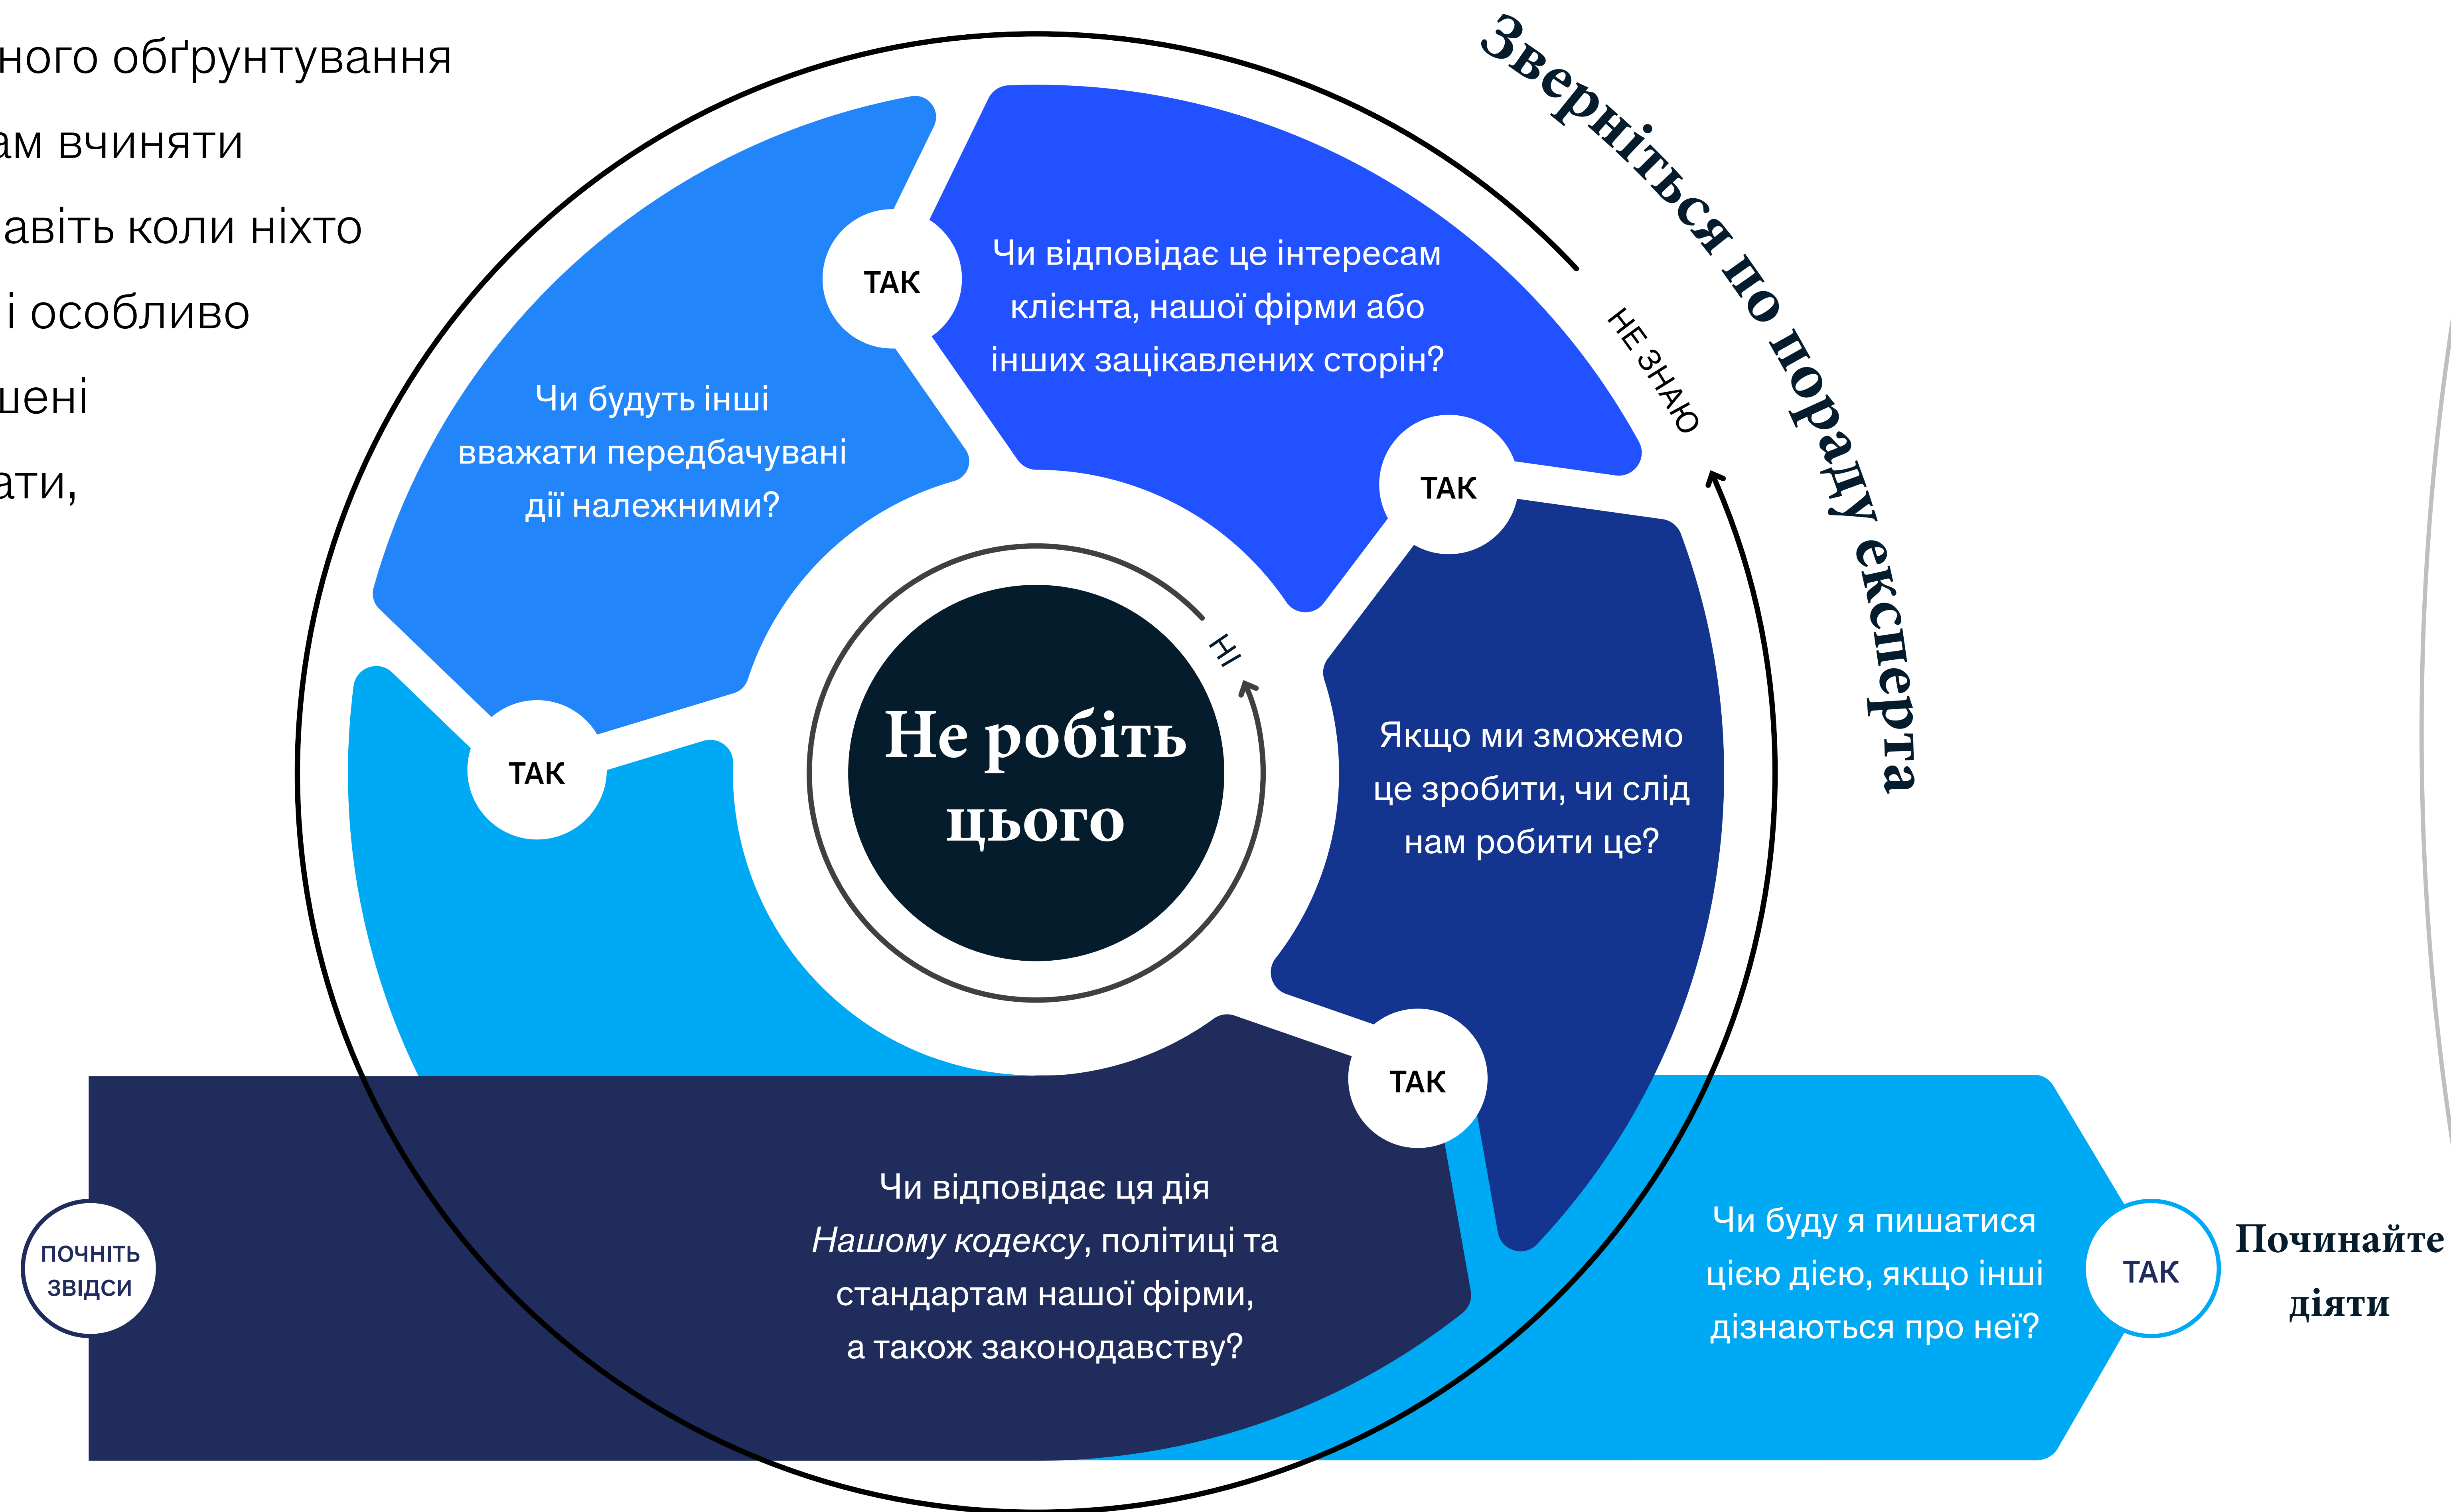 ного обґрунтування
ам вчиняти
авіть коли ніхто
і особливо
шені
ати,
ПОЧНІТЬ
ЗВІДСИ
Чи відповідає ця дія
Нашому кодексу, політиці та
стандартам нашої фірми,
а також законодавству?
ТАК
Якщо ми зможемо
це зробити, чи слід
нам робити це?
ТАК
Чи відповідає це інтересам
клієнта, нашої фірми або
інших зацікавлених сторін?
ТАК
Чи будуть інші
вважати передбачувані
дії належними?
ТАК
Чи буду я пишатися
цією дією, якщо інші
дізнаються про неї?
ТАК
Починайте
діяти
НІ
Не робіть
цього
НЕ ЗНАЮ
Зверніться по пораду експерта